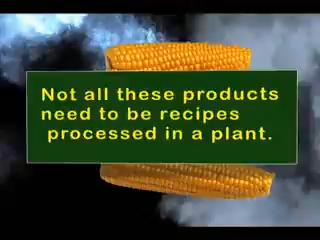 Not all these products
need to be recipes
processed in a plant.